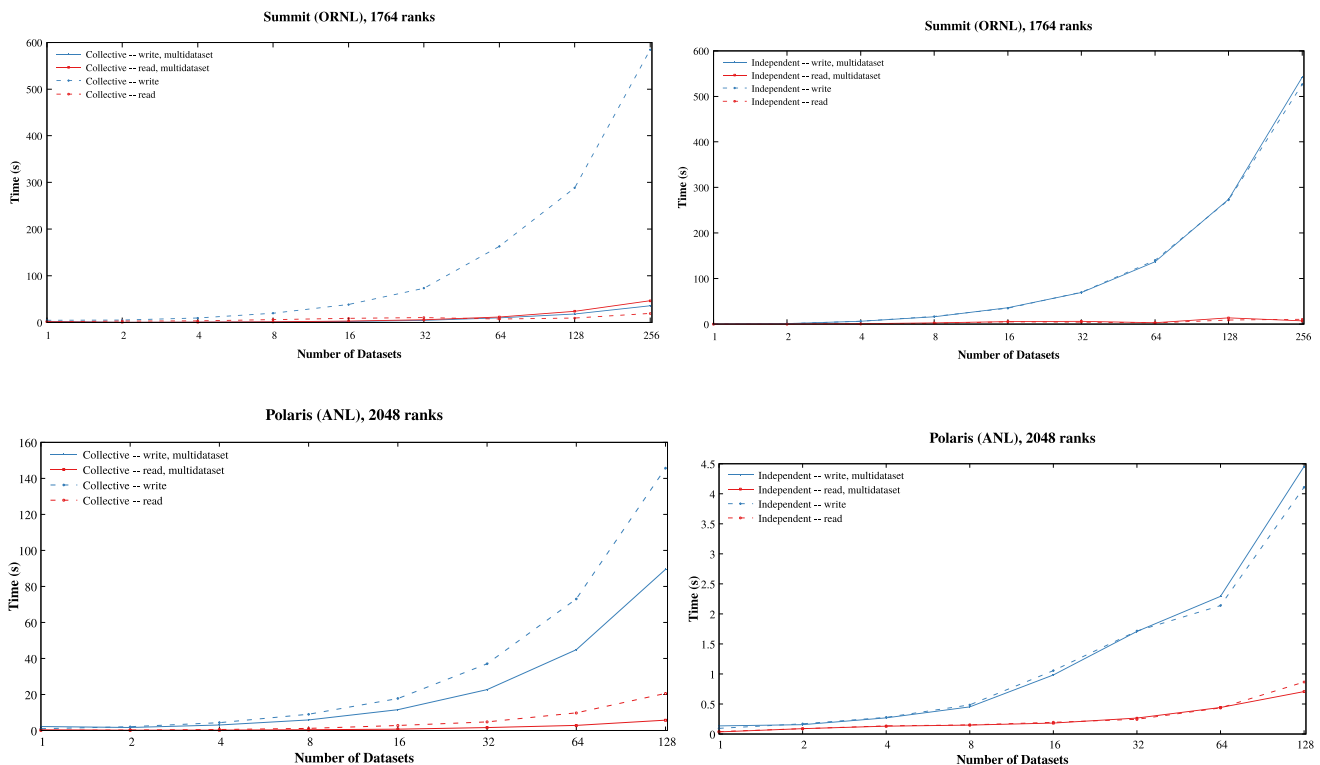 Summit (ORNL), 1764 ranks
600
500
400
300
200
100
0
Time (s)
Collective -- write, multidataset
Collective -- read, multidataset
Collective -- write
Collective -- read
1 2 4 8 16 32 64 128 256
Number of Datasets
Summit (ORNL), 1764 ranks
600
500
400
300
200
100
0
Time (s)
Independent -- write, multidataset
Independent -- read, multidataset
Independent -- write
Independent -- read
1 2 4 8 16 32 64 128 256
Number of Datasets
Polaris (ANL), 2048 ranks
160
140
120
100
80
60
40
20
0
Time (s)
Collective -- write, multidataset
Collective -- read, multidataset
Collective -- write
Collective -- read
1 2 4 8 16 32 64 128
Number of Datasets
Polaris (ANL), 2048 ranks
4.5
4
3.5
3
2.5
2
1.5
1
0.5
0
Time (s)
Independent -- write, multidataset
Independent -- read, multidataset
Independent -- write
Independent -- read
1 2 4 8 16 32 64 128
Number of Datasets